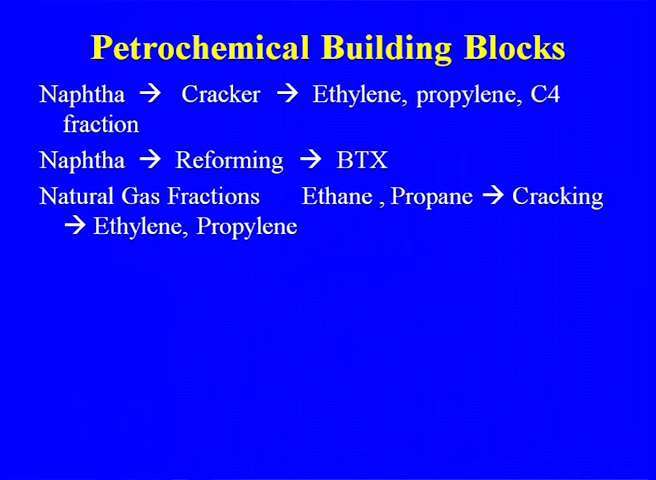 Petrochemical Building Blocks
Naphtha → Cracker → Ethylene, propylene, C4
fraction
Naphtha → Reforming → BTX
Natural Gas Fractions Ethane , Propane → Cracking
→ Ethylene, Propylene